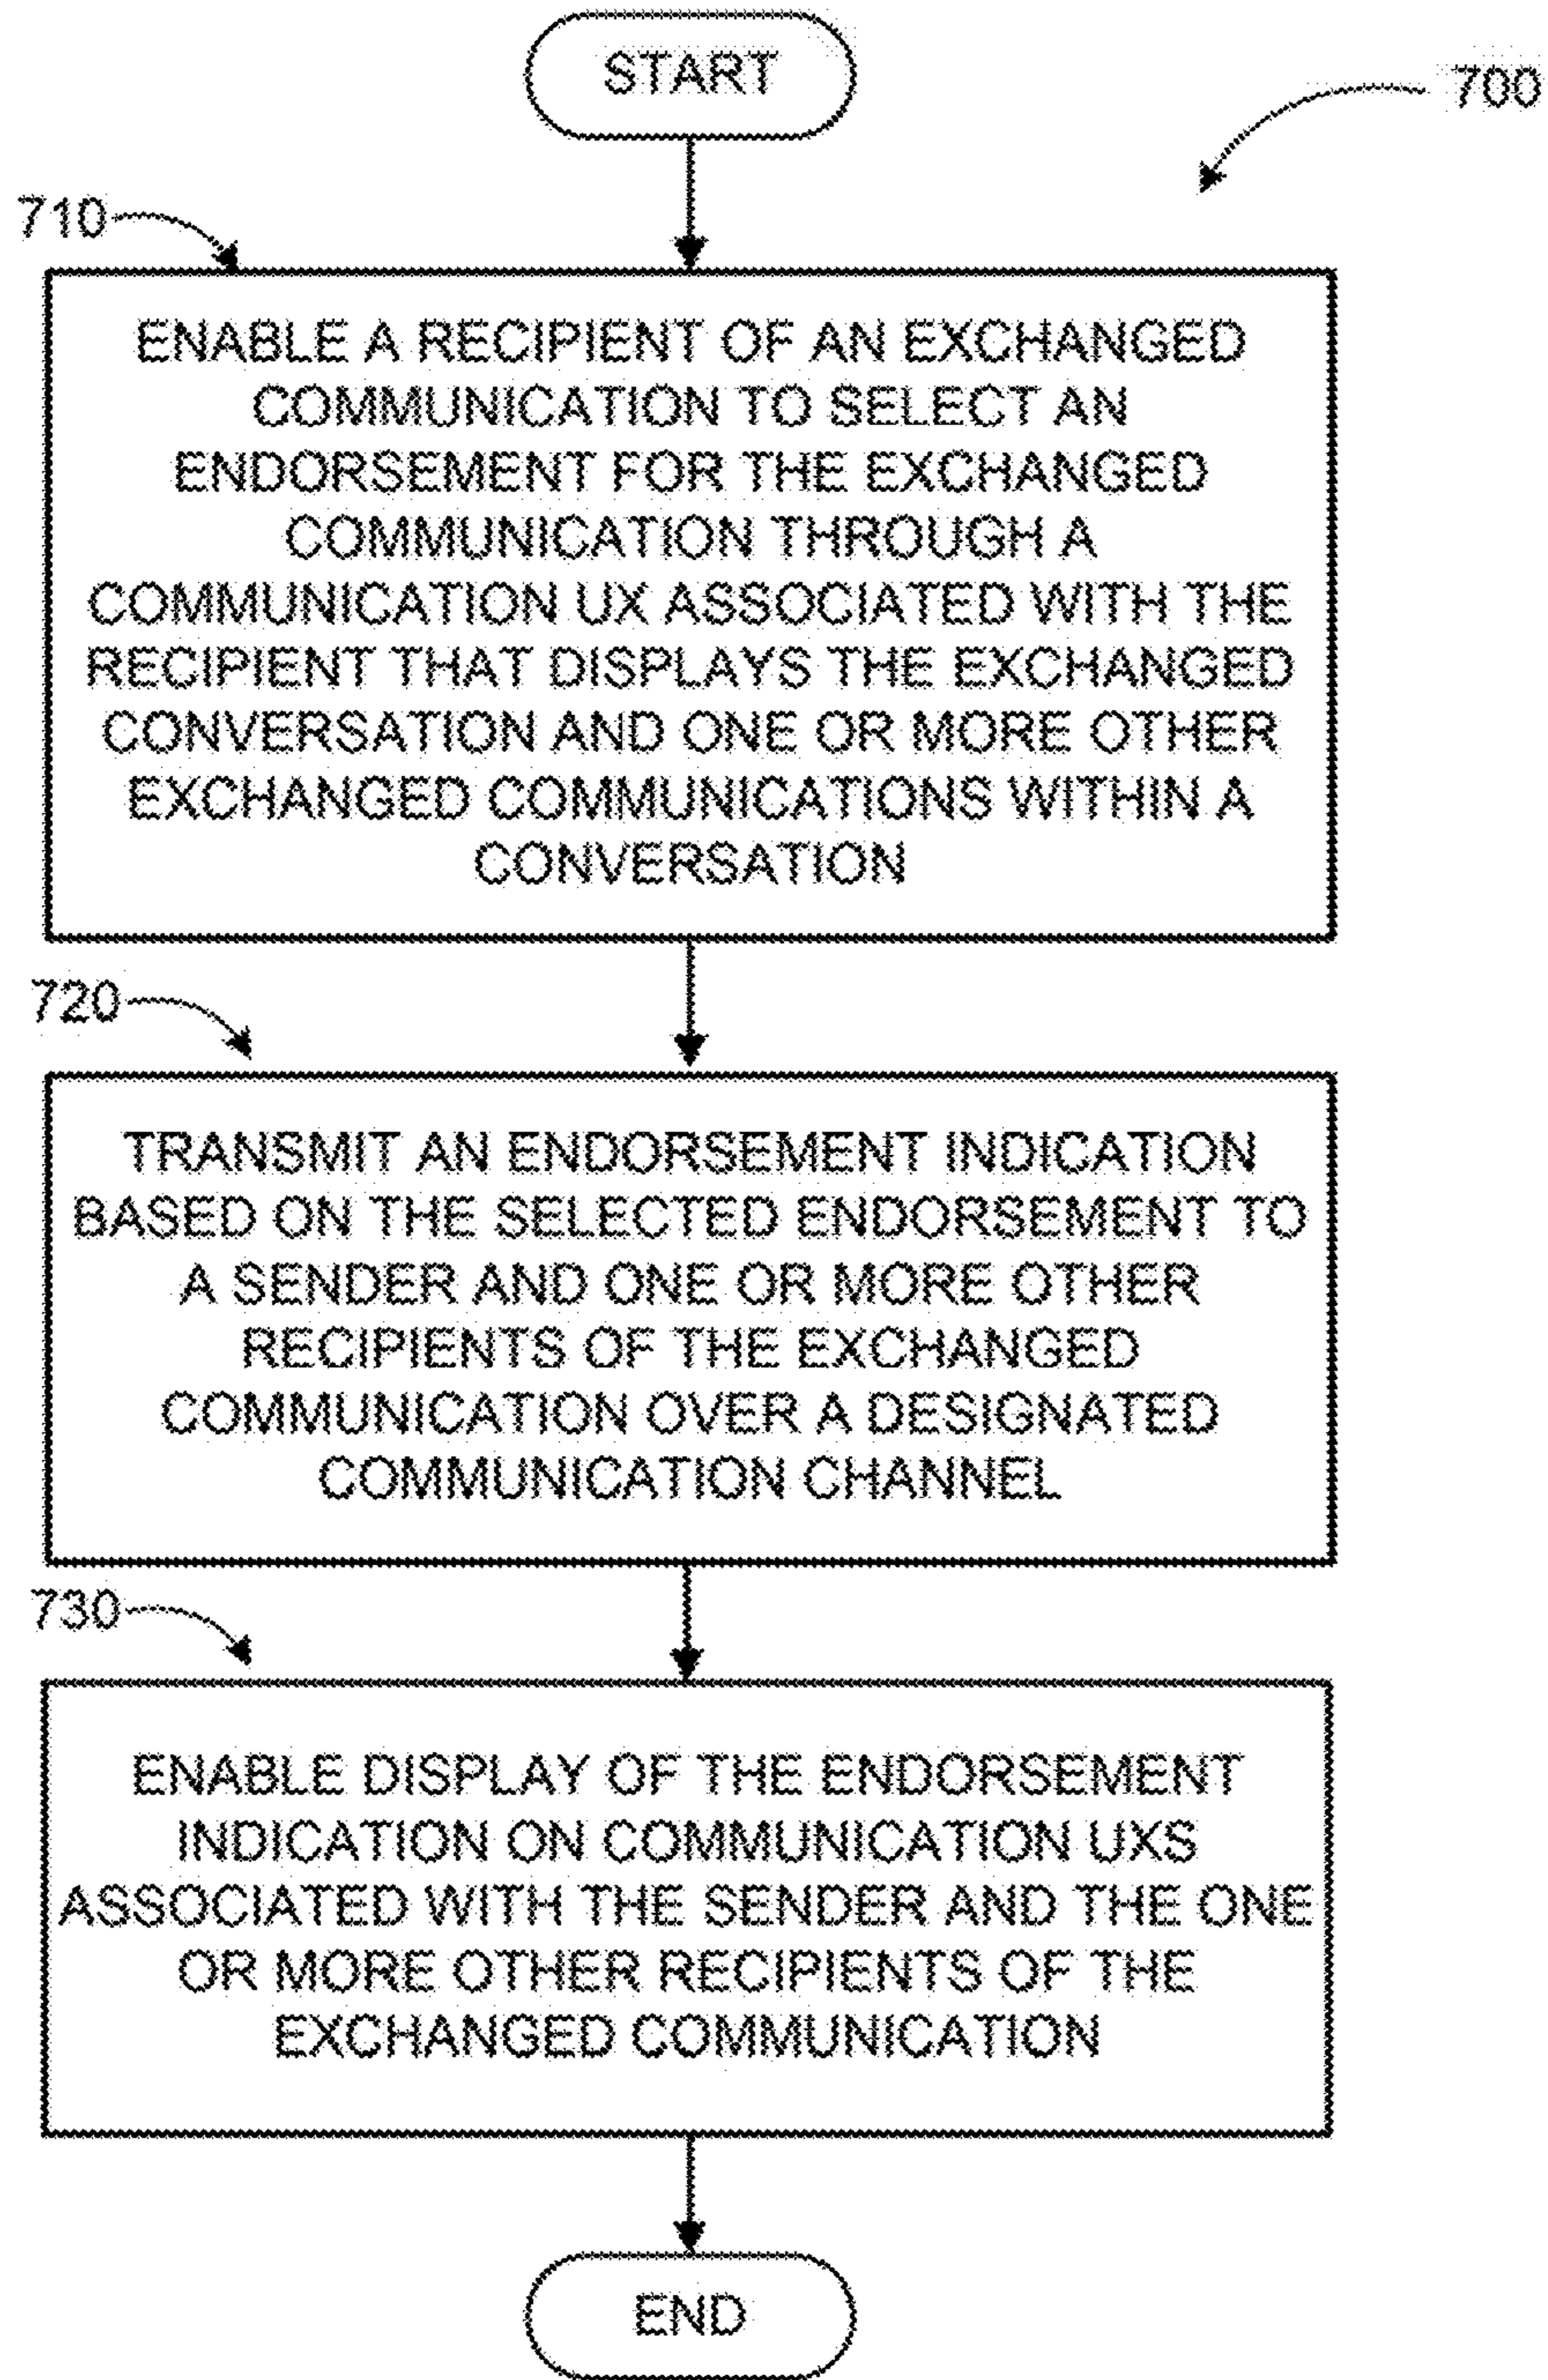 START
700
710
ENABLE A RECIPIENT OF AN EXCHANGED
COMMUNICATION TO SELECT AN
ENDORSEMENT FOR THE EXCHANGED
COMMUNICATION THROUGH A
COMMUNICATION UX ASSOCIATED WITH THE
RECIPIENT THAT DISPLAYS THE EXCHANGED
CONVERSATION AND ONE OR MORE OTHER
EXCHANGED COMMUNICATIONS WITHIN A
CONVERSATION
720
TRANSMIT AN ENDORSEMENT INDICATION
BASED ON THE SELECTED ENDORSEMENT TO
A SENDER AND ONE OR MORE OTHER
RECIPIENTS OF THE EXCHANGED
COMMUNICATION OVER A DESIGNATED
COMMUNICATION CHANNEL
730
ENABLE DISPLAY OF THE ENDORSEMENT
INDICATION ON COMMUNICATION UXS
ASSOCIATED WITH THE SENDER AND THE ONE
OR MORE OTHER RECIPIENTS OF THE
EXCHANGED COMMUNICATION
END